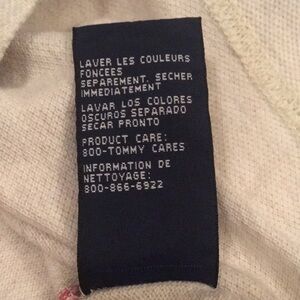 LAVER LES COULEURS
FONCEES
SEPAREMENT. SECHER
IMMEDIATEMENT
LAVAR LOS COLORES
OSCUROS SEPARADO
SECAR PRONTO
PRODUCT CARE:
800-TOMMY CARES
INFORMATION DE
NETTOYAGE:
800-866-6922